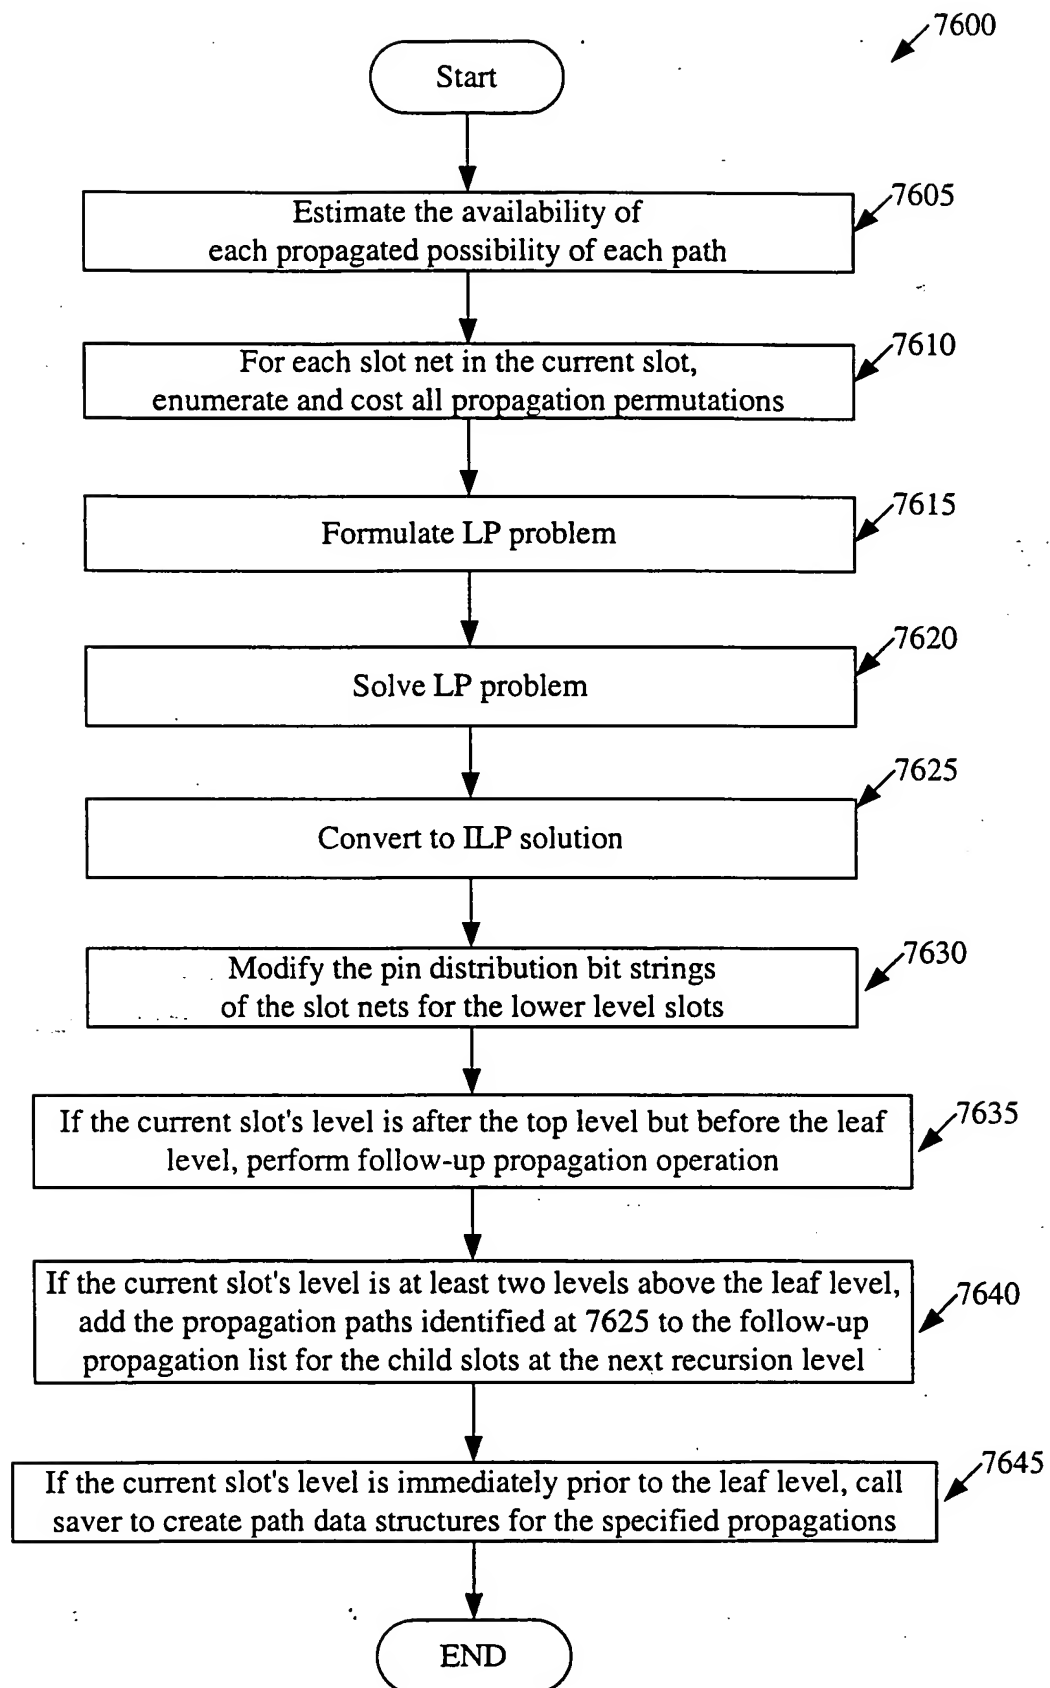 7600
Start
7605
Estimate the availability of
each propagated possibility of each path
7610
For each slot net in the current slot,
enumerate and cost all propagation permutations
7615
Formulate LP problem
7620
Solve LP problem
7625
Convert to ILP solution
7630
Modify the pin distribution bit strings
of the slot nets for the lower level slots
7635
If the current slot's level is after the top level but before the leaf
level, perform follow-up propagation operation
7640
If the current slot's level is at least two levels above the leaf level,
add the propagation paths identified at 7625 to the follow-up
propagation list for the child slots at the next recursion level
7645
If the current slot's level is immediately prior to the leaf level, call
saver to create path data structures for the specified propagations
END